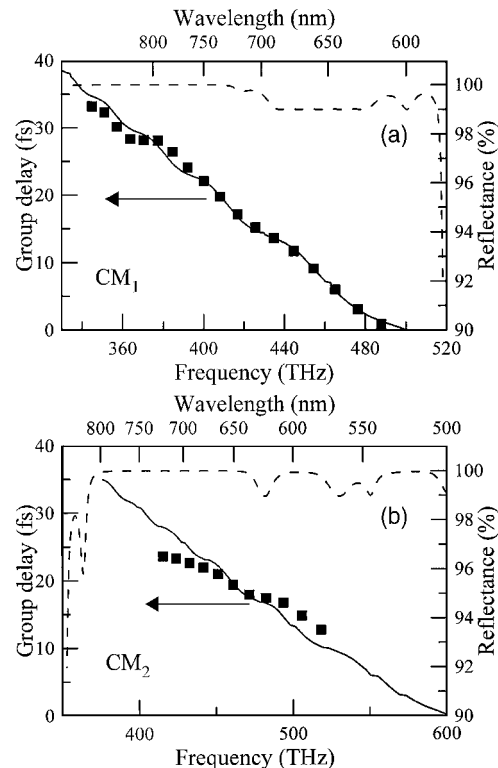 Wavelength (nm)
800 750 700 650 600
40
30
20
10
0
Group delay (fs)
100
98
96
94
92
90
Reflectance (%)
(a)
CM1
360 400 440 480 520
Frequency (THz)
Wavelength (nm)
800 750 700 650 600 550 500
40
30
20
10
0
Group delay (fs)
100
98
96
94
92
90
Reflectance (%)
(b)
CM2
400 500 600
Frequency (THz)